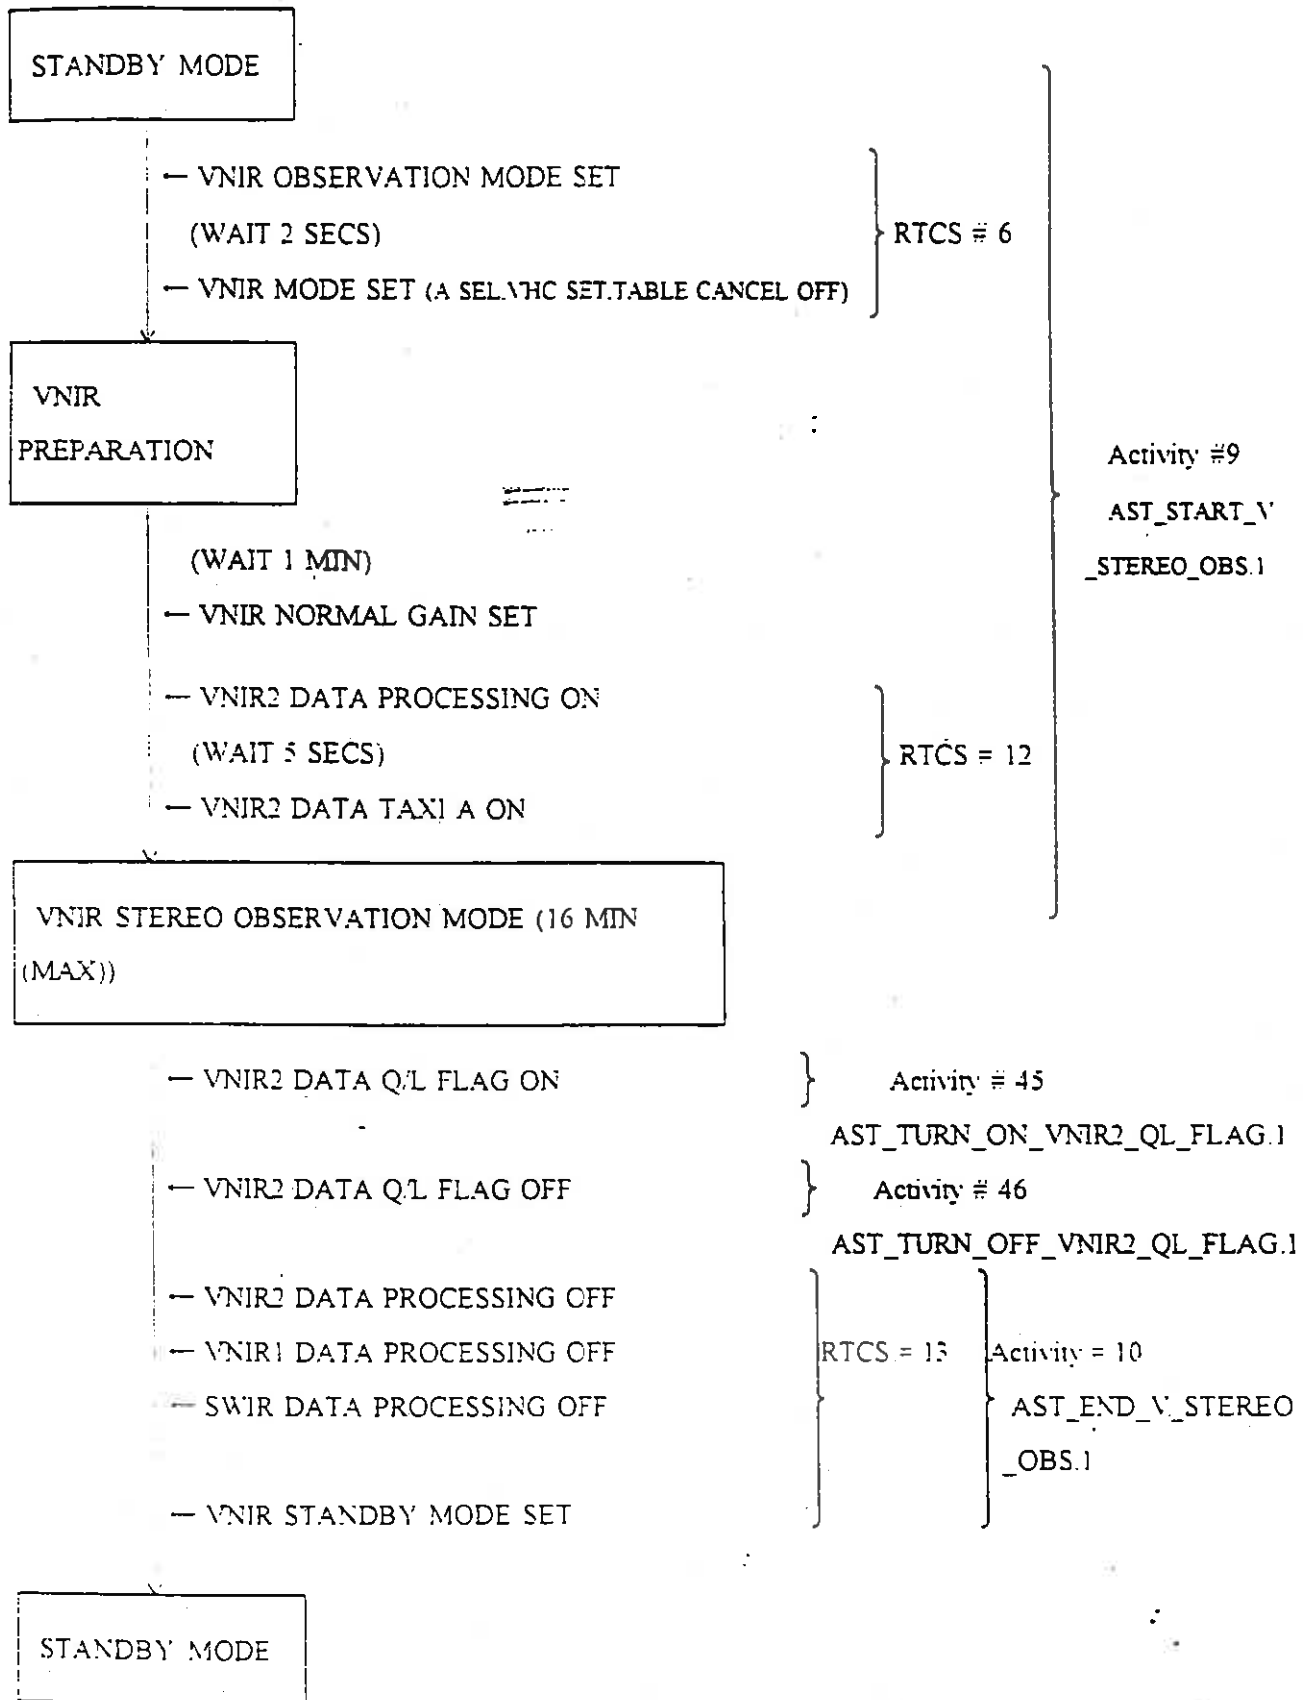 STANDBY MODE
← VNIR OBSERVATION MODE SET
(WAIT 2 SECS)
RTCS # 6
← VNIR MODE SET (A SEL.VHC SET.TABLE CANCEL OFF)
VNIR
PREPARATION
Activity #9
AST_START_V
_STEREO_OBS.1
(WAIT 1 MIN)
← VNIR NORMAL GAIN SET
← VNIR2 DATA PROCESSING ON
(WAIT 5 SECS)
RTCS # 12
← VNIR2 DATA TAXI A ON
VNIR STEREO OBSERVATION MODE (16 MIN
(MAX))
← VNIR2 DATA Q/L FLAG ON
Activity # 45
AST_TURN_ON_VNIR2_QL_FLAG.1
← VNIR2 DATA Q/L FLAG OFF
Activity # 46
AST_TURN_OFF_VNIR2_QL_FLAG.1
← VNIR2 DATA PROCESSING OFF
← VNIR1 DATA PROCESSING OFF
RTCS # 13
Activity # 10
← SWIR DATA PROCESSING OFF
AST_END_V_STEREO
_OBS.1
← VNIR STANDBY MODE SET
STANDBY MODE